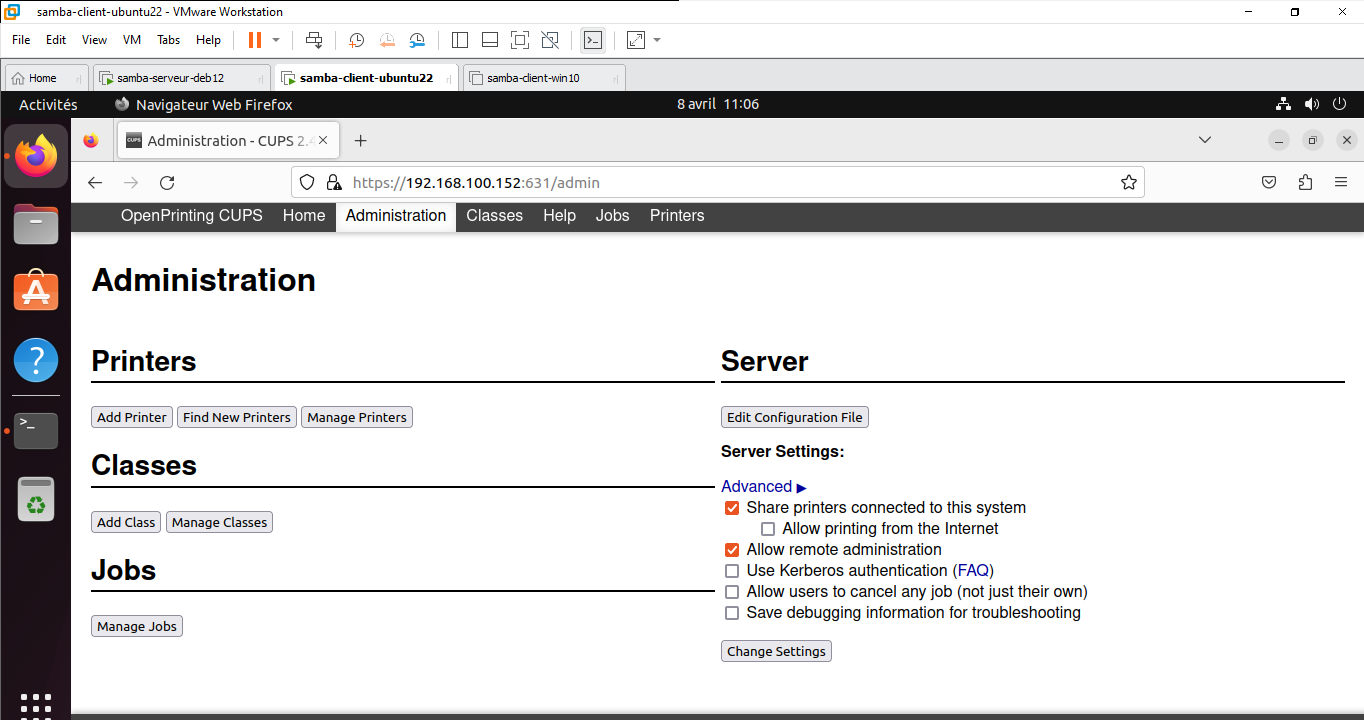 samba-client-ubuntu22 - VMware Workstation
File Edit View VM Tabs Help
Home samba-serveur-deb12 samba-client-ubuntu22 samba-client-win10
Activités Navigateur Web Firefox 8 avril 11:06
CUPS Administration - CUPS 2.4
https://192.168.100.152:631/admin
OpenPrinting CUPS Home Administration Classes Help Jobs Printers
Administration
Printers
Add Printer Find New Printers Manage Printers
Classes
Add Class Manage Classes
Jobs
Manage Jobs
Server
Edit Configuration File
Server Settings:
Advanced ▶
Share printers connected to this system
Allow printing from the Internet
Allow remote administration
Use Kerberos authentication (FAQ)
Allow users to cancel any job (not just their own)
Save debugging information for troubleshooting
Change Settings